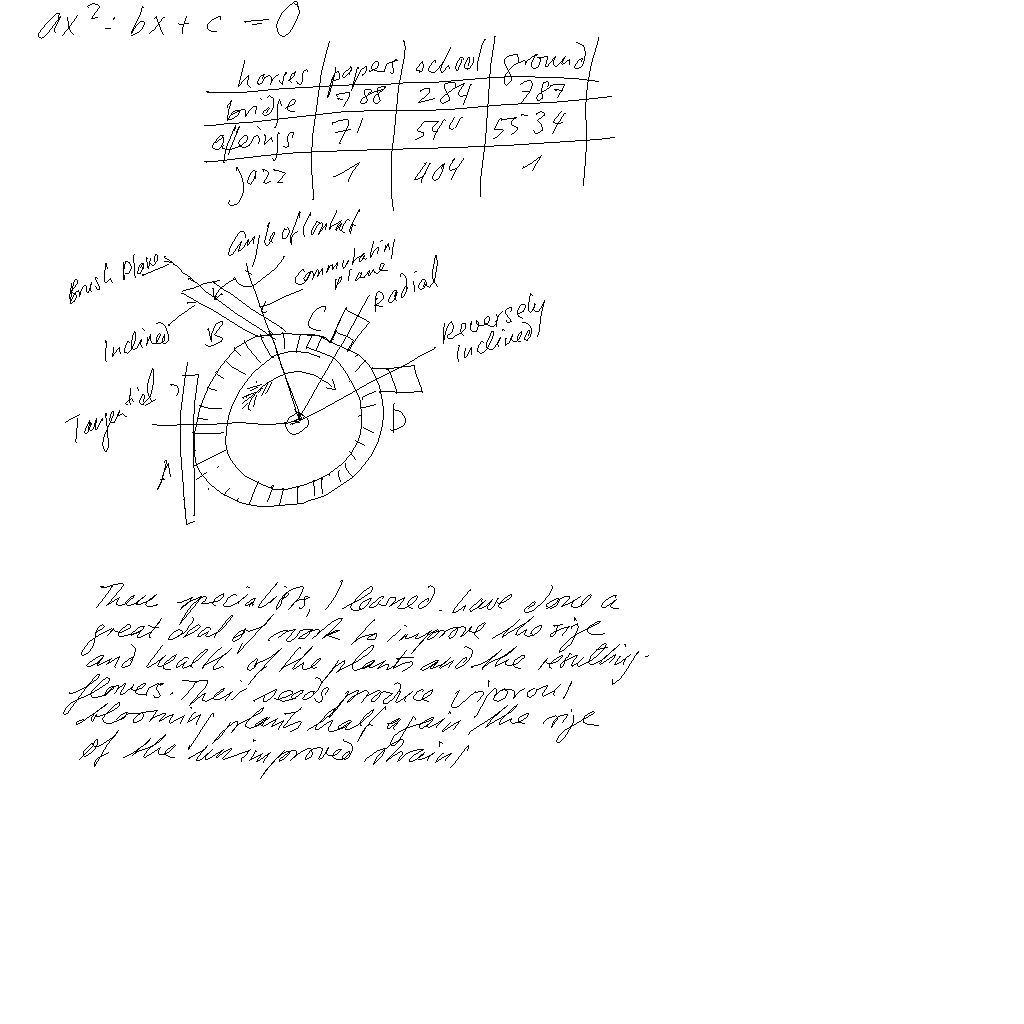 ax² : bx + c = 0
horses papers school ground
bridge 788 284 787
offerings 71 544 5534
jazz 1 404 1
Angle of Contact
Brush Plane
commutating
plane
C Radial
Inclined B
Reversely
inclined
Tangential
D
A
These specialists, I learned. have done a
great deal of work to improve the size
and health of the plants and the resulting.
flowers. Their seeds produce vigorous
blooming plants half again the size
of the unimproved strains